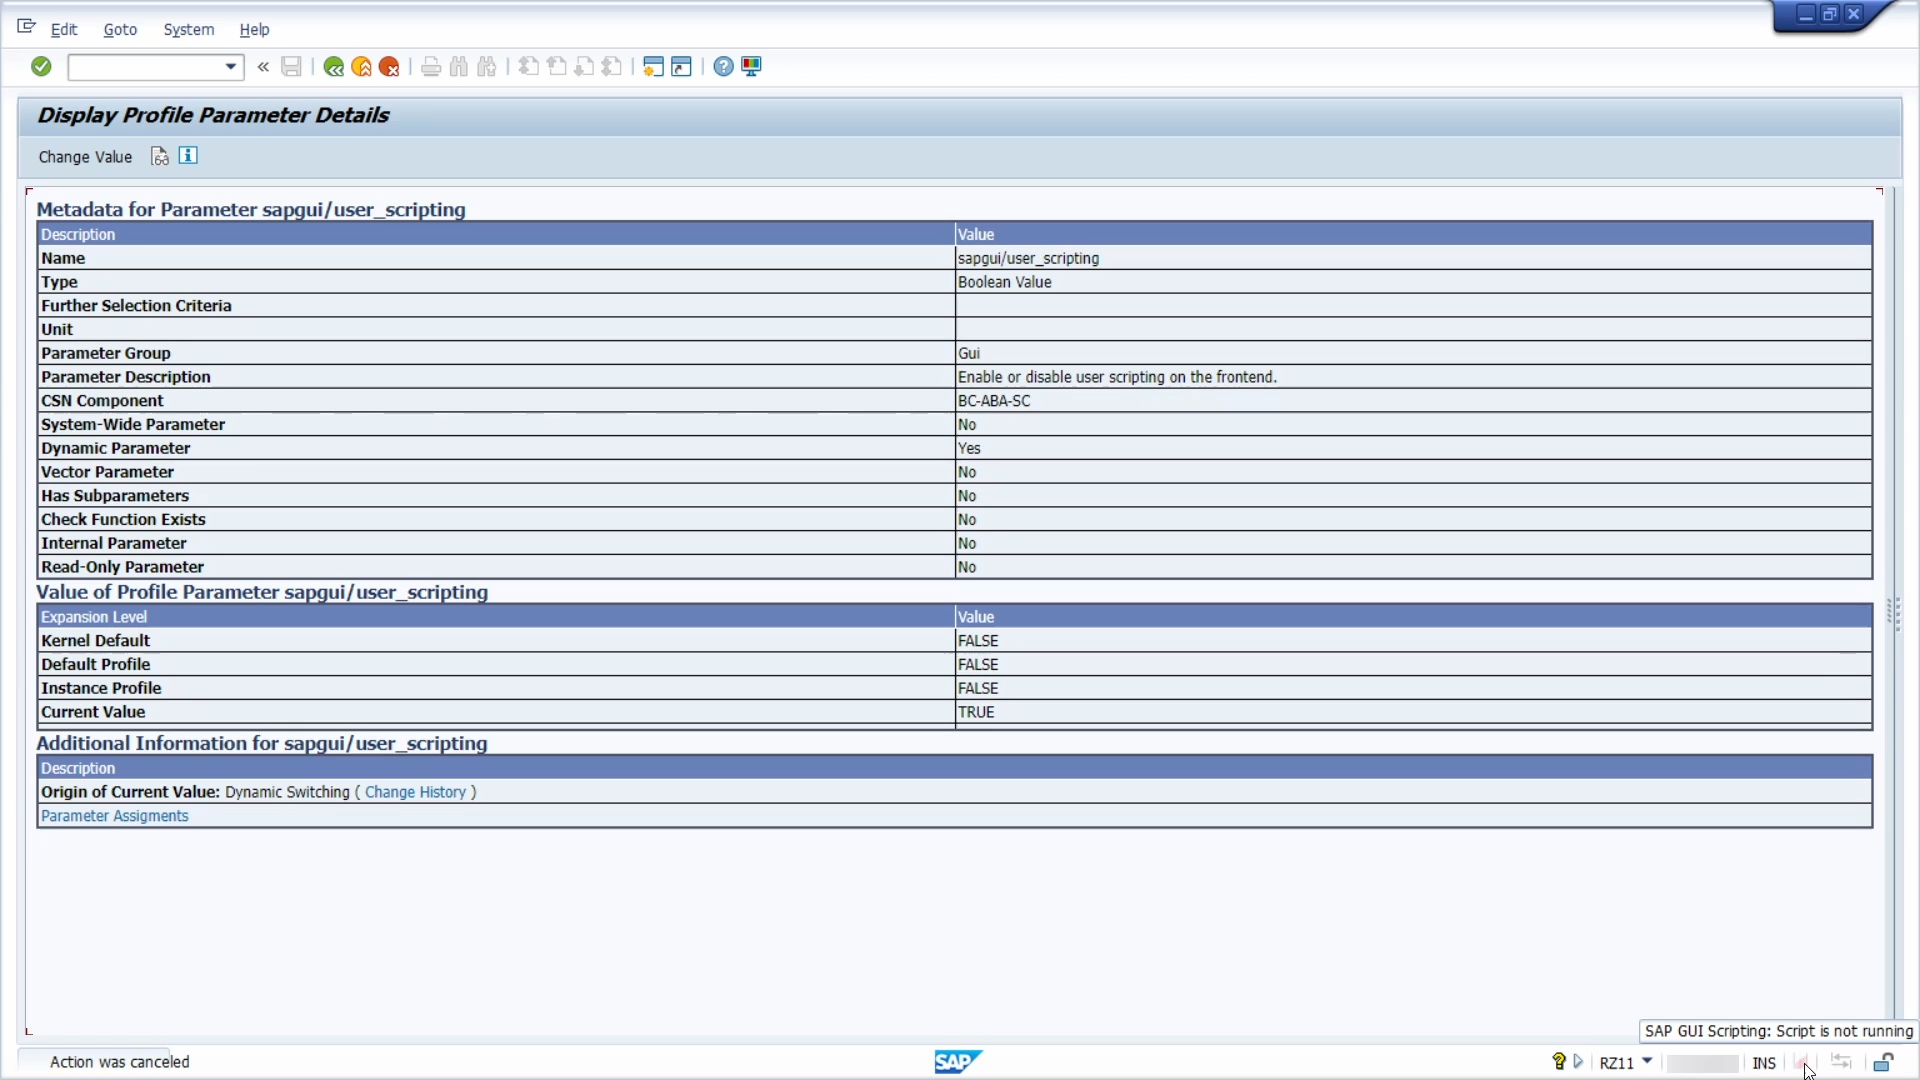 Edit Goto System Help
Display Profile Parameter Details
Change Value
Metadata for Parameter sapgui/user_scripting
Description Value
Name sapgui/user_scripting
Type Boolean Value
Further Selection Criteria
Unit
Parameter Group Gui
Parameter Description Enable or disable user scripting on the frontend.
CSN Component BC-ABA-SC
System-Wide Parameter No
Dynamic Parameter Yes
Vector Parameter No
Has Subparameters No
Check Function Exists No
Internal Parameter No
Read-Only Parameter No
Value of Profile Parameter sapgui/user_scripting
Expansion Level Value
Kernel Default FALSE
Default Profile FALSE
Instance Profile FALSE
Current Value TRUE
Additional Information for sapgui/user_scripting
Description
Origin of Current Value: Dynamic Switching ( Change History )
Parameter Assigments
SAP GUI Scripting: Script is not running
Action was canceled SAP RZ11 INS